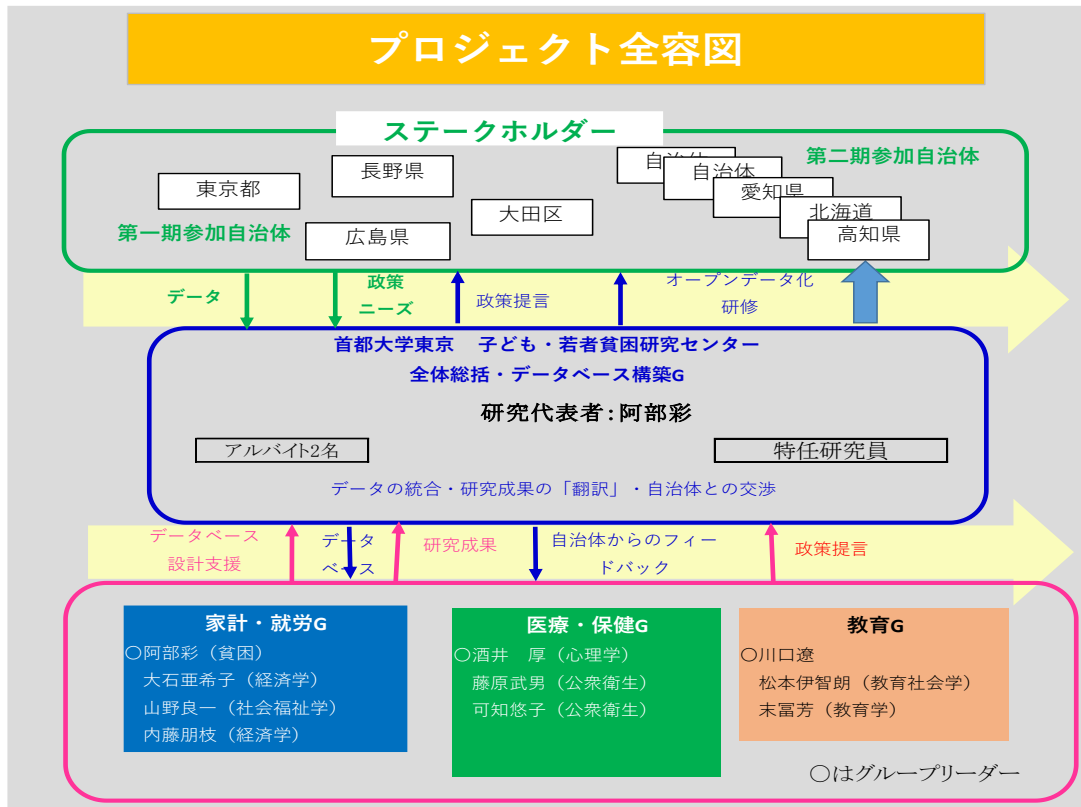 プロジェクト全容図
ステークホルダー
第二期参加自治体
東京都
長野県
自治体
自治体
愛知県
北海道
高知県
大田区
第一期参加自治体
広島県
データ
政策
ニーズ
政策提言
オープンデータ化
研修
首都大学東京　子ども・若者貧困研究センター
全体総括・データベース構築G
研究代表者:阿部彩
アルバイト2名
特任研究員
データの統合・研究成果の「翻訳」・自治体との交渉
データベース
設計支援
データ
ベース
研究成果
自治体からのフィー
ドバック
政策提言
家計・就労G
〇阿部彩（貧困）
大石亜希子（経済学）
山野良一（社会福祉学）
内藤朋枝（経済学）
医療・保健G
〇酒井　厚（心理学）
藤原武男（公衆衛生）
可知悠子（公衆衛生）
教育G
〇川口遼
松本伊智朗（教育社会学）
末冨芳（教育学）
〇はグループリーダー